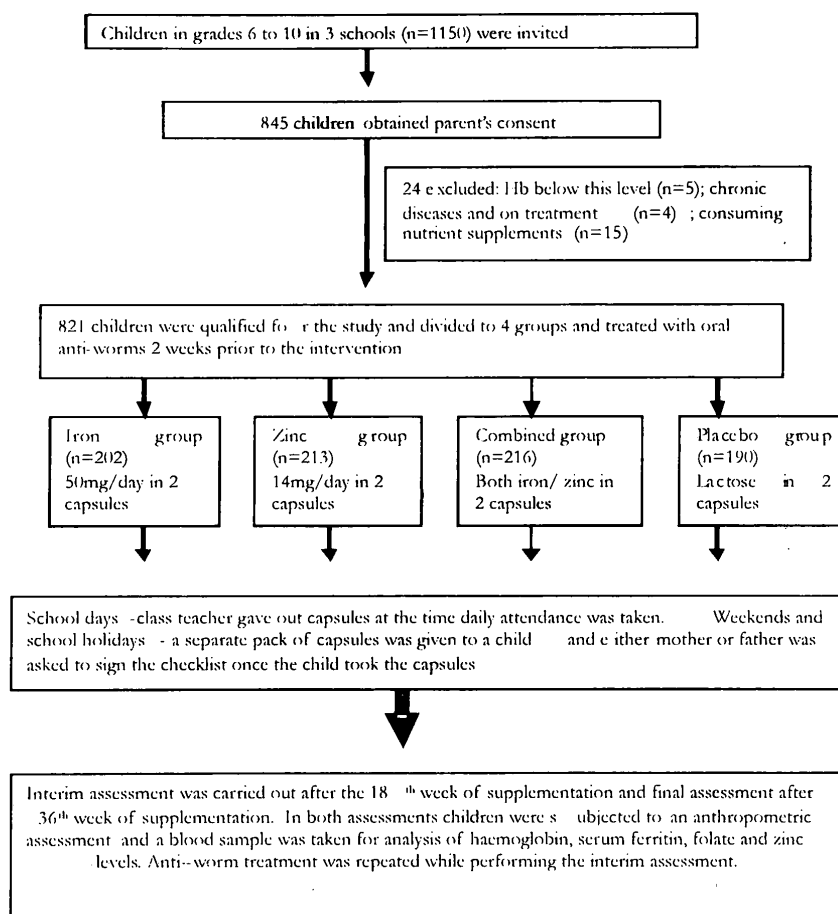 Children in grades 6 to 10 in 3 schools (n=1150) were invited
845 children obtained parent's consent
24 excluded: Hb below this level (n=5); chronic
diseases and on treatment (n=4) ; consuming
nutrient supplements (n=15)
821 children were qualified fo r the study and divided to 4 groups and treated with oral
anti-worms 2 weeks prior to the intervention
Iron group
(n=202)
50mg/day in 2
capsules
Zinc group
(n=213)
14mg/day in 2
capsules
Combined group
(n=216)
Both iron/ zinc in
2 capsules
Placebo group
(n=190)
Lactose in 2
capsules
School days -class teacher gave out capsules at the time daily attendance was taken. Weekends and
school holidays - a separate pack of capsules was given to a child and e ither mother or father was
asked to sign the checklist once the child took the capsules
Interim assessment was carried out after the 18 th week of supplementation and final assessment after
36th week of supplementation. In both assessments children were s ubjected to an anthropometric
assessment and a blood sample was taken for analysis of haemoglobin, serum ferritin, folate and zinc
levels. Anti--worm treatment was repeated while performing the interim assessment.